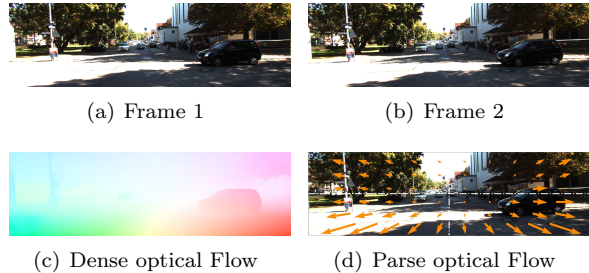 (a) Frame 1
(b) Frame 2
(c) Dense optical Flow
(d) Parse optical Flow